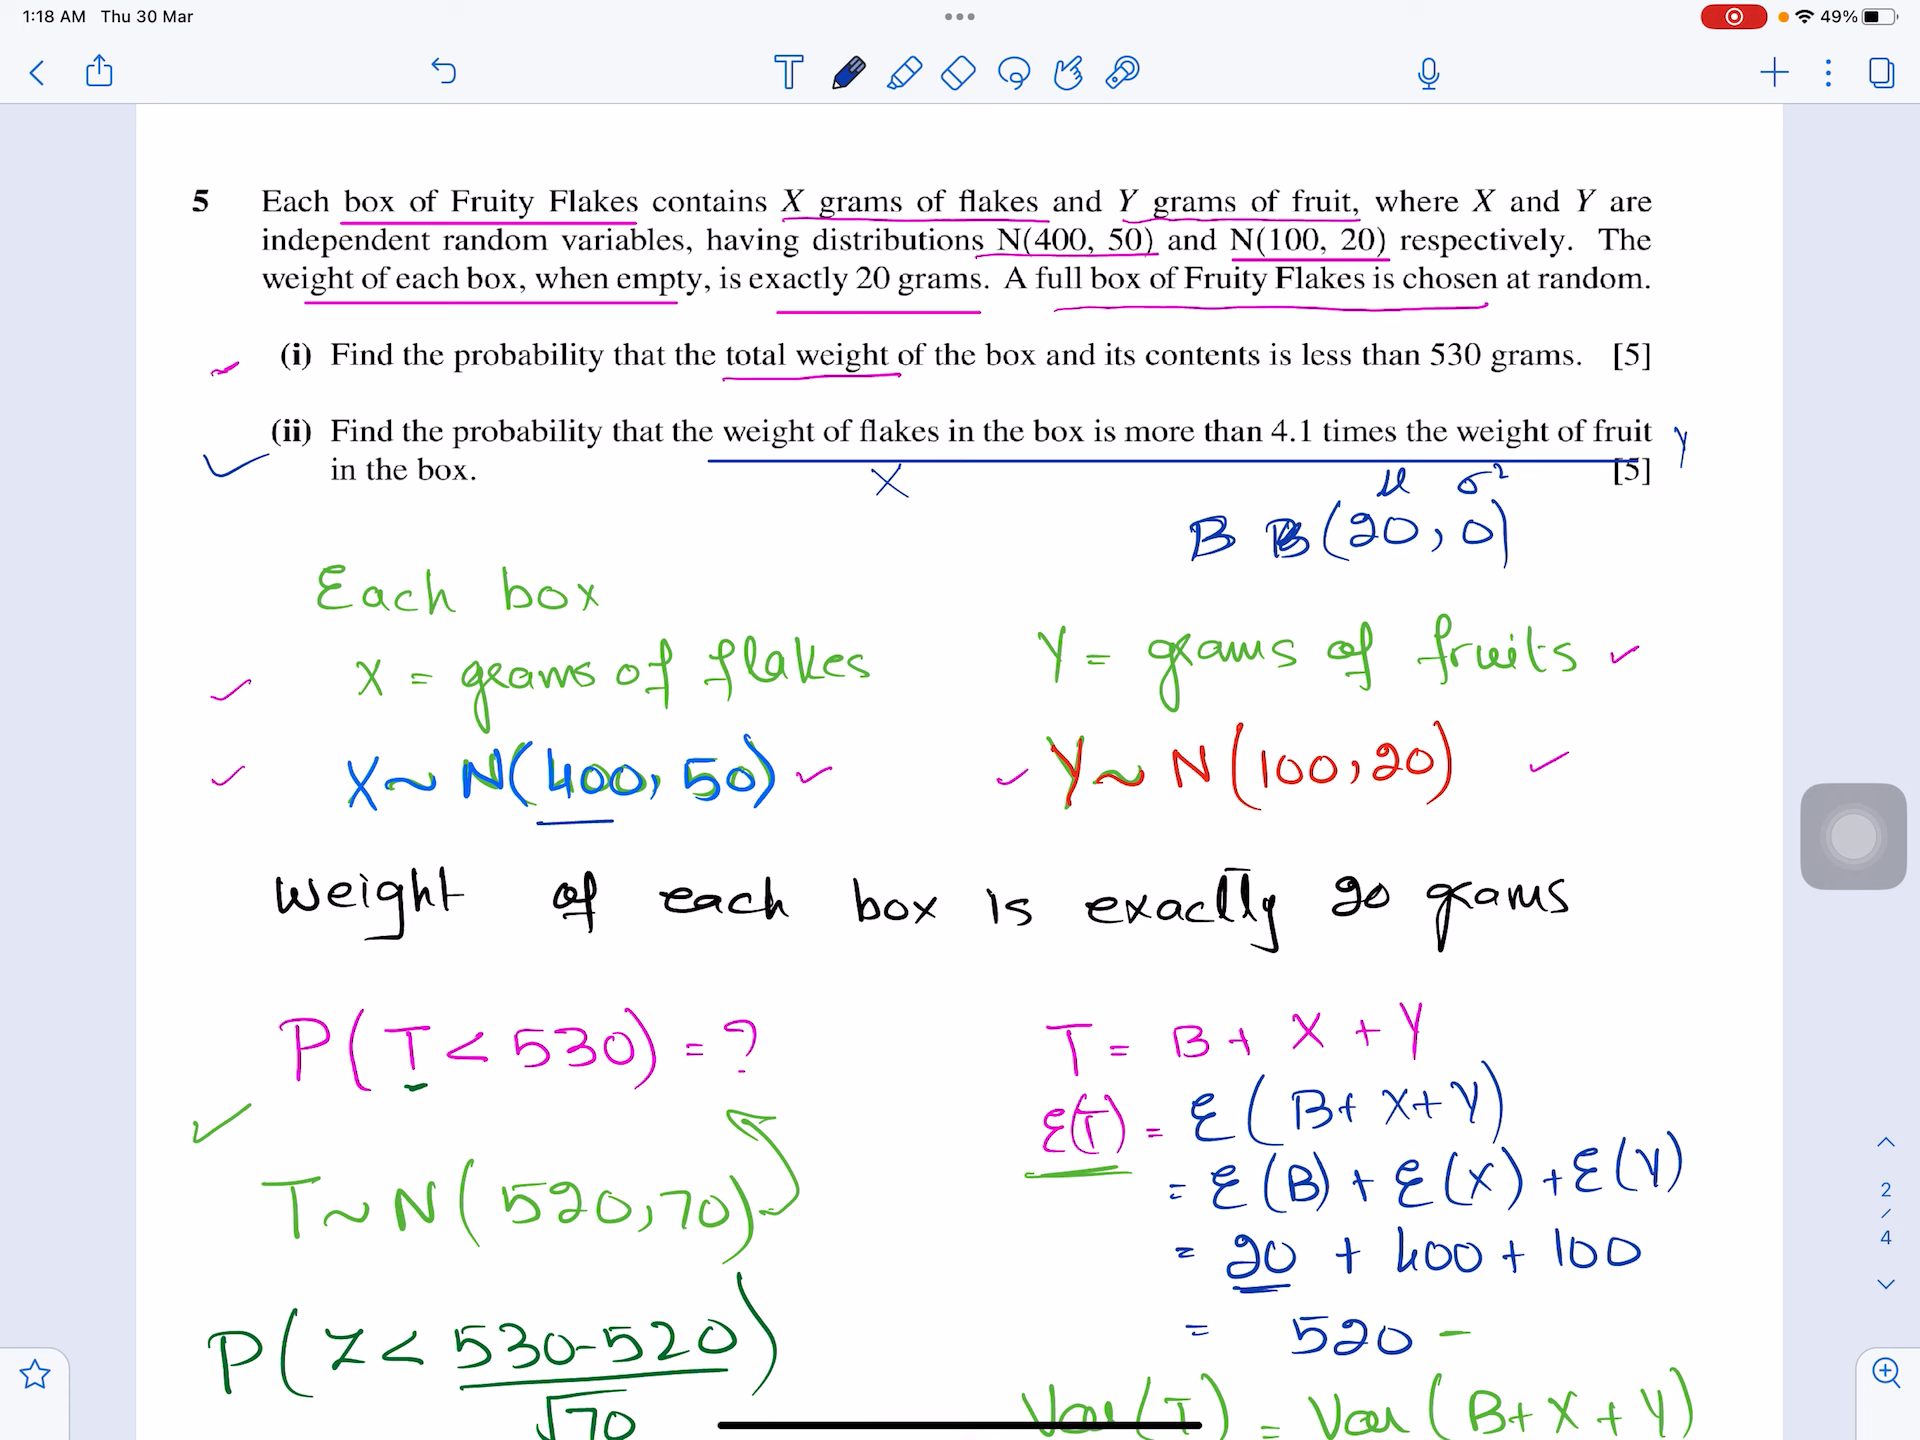 1:18 AM Thu 30 Mar
49%
5 Each box of Fruity Flakes contains X grams of flakes and Y grams of fruit, where X and Y are
independent random variables, having distributions N(400, 50) and N(100, 20) respectively. The
weight of each box, when empty, is exactly 20 grams. A full box of Fruity Flakes is chosen at random.
(i) Find the probability that the total weight of the box and its contents is less than 530 grams. [5]
(ii) Find the probability that the weight of flakes in the box is more than 4.1 times the weight of fruit Y
in the box. [5]
X
μ σ²
B B(20, 0)
Each box
X = grams of flakes
Y = grams of fruits
X ~ N(400, 50)
Y ~ N(100, 20)
Weight of each box is exactly 20 grams
P(T < 530) = ?
T = B + X + Y
E(T) = E(B + X + Y)
= E(B) + E(X) + E(Y)
T ~ N(520, 70)
= 20 + 400 + 100
= 520
P(Z < 530-520
√70)
Var(T) = Var(B + X + Y)
2
/
4